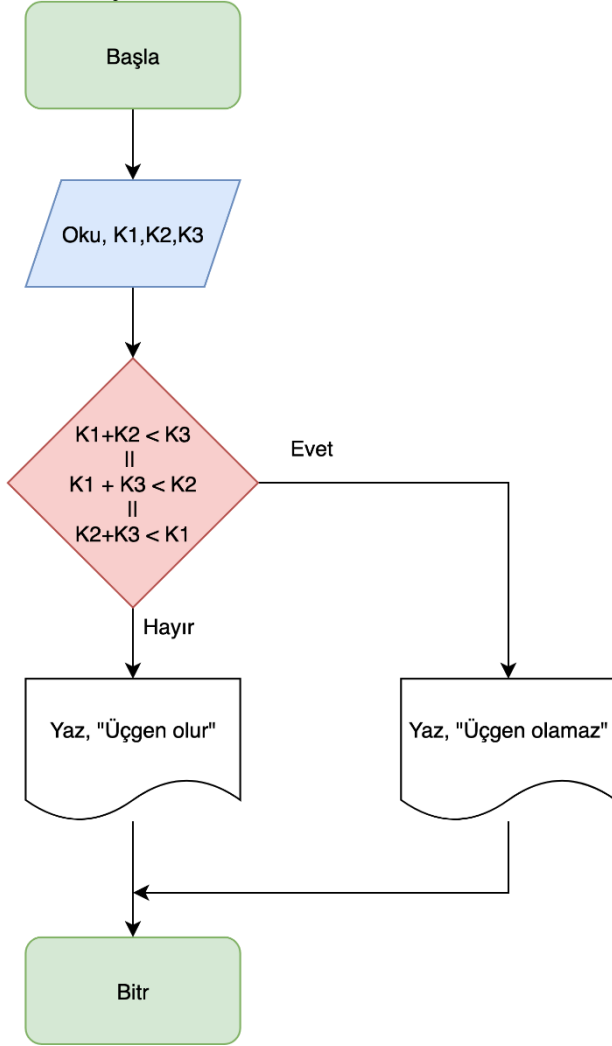 Başla
Oku, K1,K2,K3
K1+K2 < K3
||
K1 + K3 < K2
||
K2+K3 < K1
Evet
Hayır
Yaz, "Üçgen olur"
Yaz, "Üçgen olamaz"
Bitr